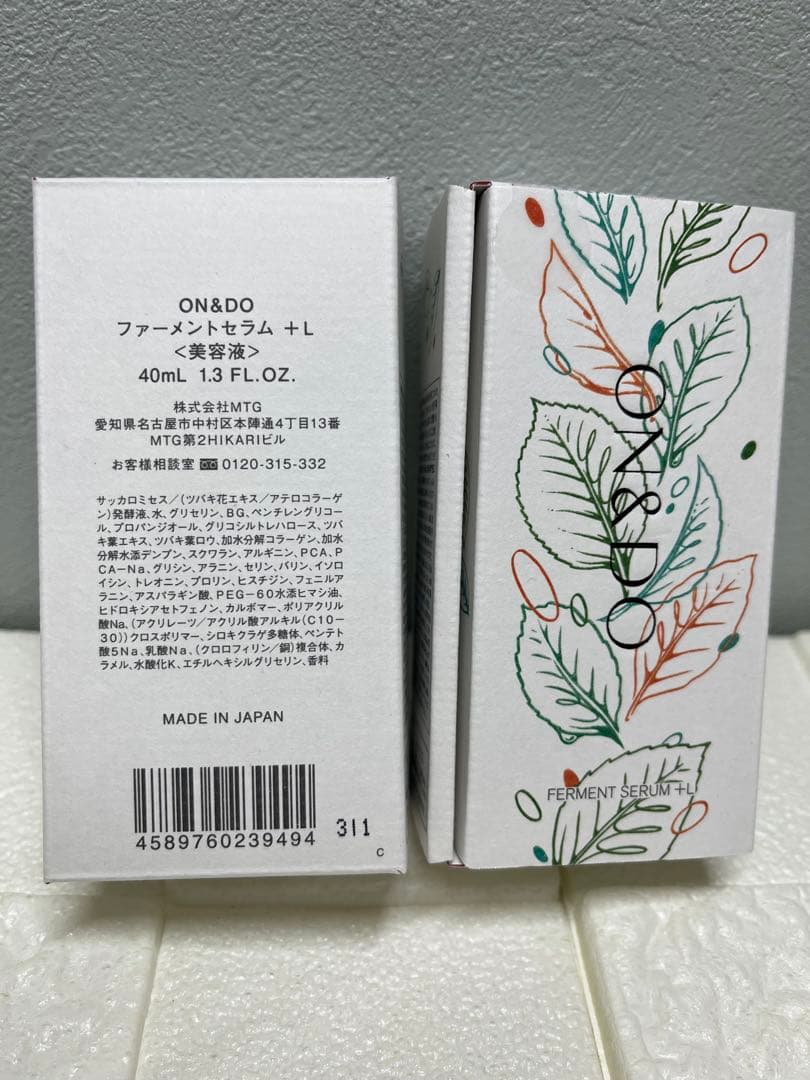 ON&DO
ファーメントセラム +L
<美容液>
40mL 1.3 FL.OZ.
株式会社MTG
愛知県名古屋市中村区本陣通4丁目13番
MTG第2HIKARIビル
お客様相談室 0120-315-332
サッカロミセス/(ツバキ花エキス/アテロコラーゲ
ン)発酵液、水、グリセリン、BG、ペンチレングリコー
ル、プロパンジオール、グリコシルトレハロース、ツバ
キ葉エキス、ツバキ葉ロウ、加水分解コラーゲン、加水
分解水添デンプン、スクワラン、アルギニン、PCA、P
CA-Na、グリシン、アラニン、セリン、バリン、イソロ
イシン、トレオニン、プロリン、ヒスチジン、フェニルア
ラニン、アスパラギン酸、PEG-60水添ヒマシ油、
ヒドロキシアセトフェノン、カルボマー、ポリアクリル
酸Na、(アクリレーツ/アクリル酸アルキル(C10-
30))クロスポリマー、シロキクラゲ多糖体、ペンテト
酸5Na、乳酸Na、(クロロフィリン/銅)複合体、カ
ラメル、水酸化K、エチルヘキシルグリセリン、香料
MADE IN JAPAN
4589760239494
311
C
ON&DO
FERMENT SERUM +L